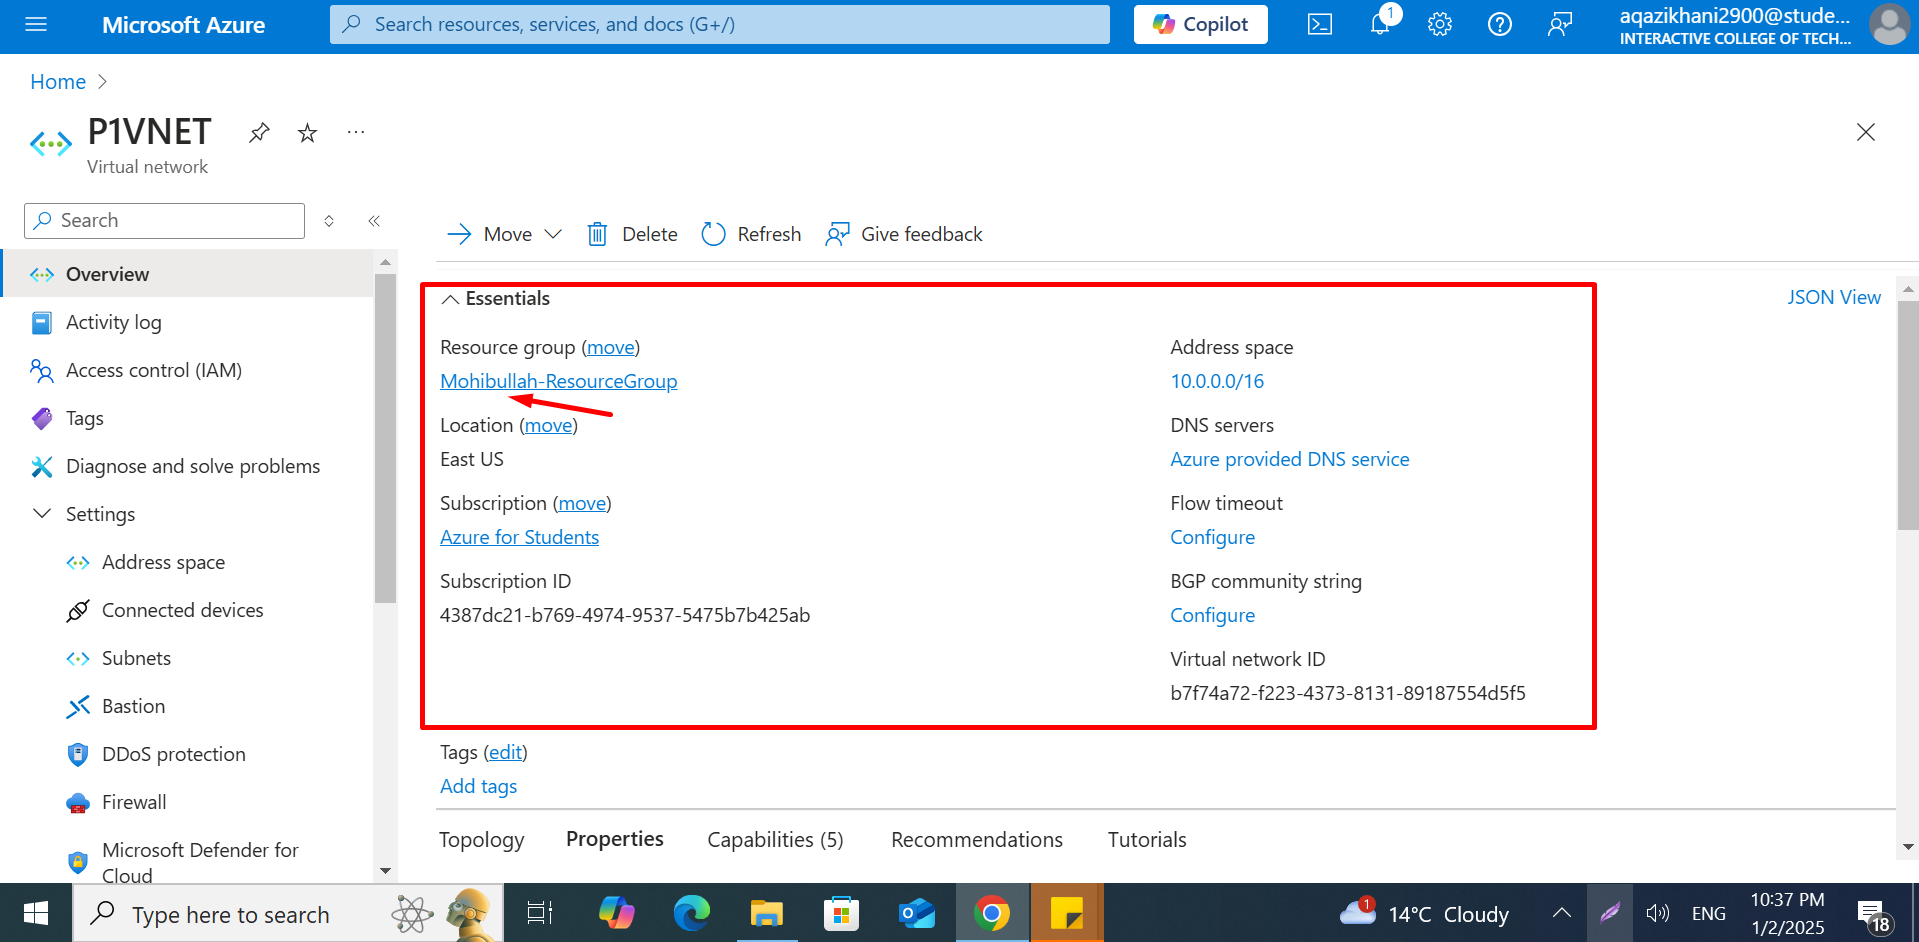 Microsoft Azure
Search resources, services, and docs (G+/)
Copilot
1
aqazikhani2900@stude...
INTERACTIVE COLLEGE OF TECH...
Home
P1VNET
Virtual network
Search
Move
Delete
Refresh
Give feedback
Overview
Activity log
Access control (IAM)
Tags
Diagnose and solve problems
Settings
Address space
Connected devices
Subnets
Bastion
DDoS protection
Firewall
Microsoft Defender for
Cloud
Essentials
JSON View
Resource group (move)
Mohibullah-ResourceGroup
Location (move)
East US
Subscription (move)
Azure for Students
Subscription ID
4387dc21-b769-4974-9537-5475b7b425ab
Address space
10.0.0.0/16
DNS servers
Azure provided DNS service
Flow timeout
Configure
BGP community string
Configure
Virtual network ID
b7f74a72-f223-4373-8131-89187554d5f5
Tags (edit)
Add tags
Topology
Properties
Capabilities (5)
Recommendations
Tutorials
Type here to search
1
14°C Cloudy
ENG
10:37 PM
1/2/2025
18